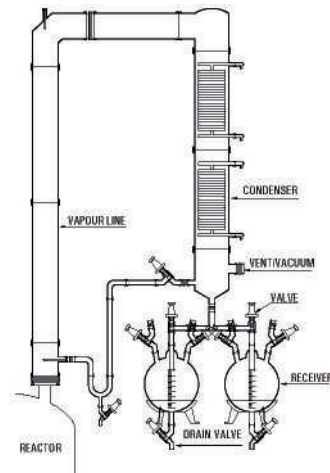 CONDENSER
VAPOUR LINE
VENT/VACUUM
VALVE
RECEIVER
DRAIN VALVE
REACTOR